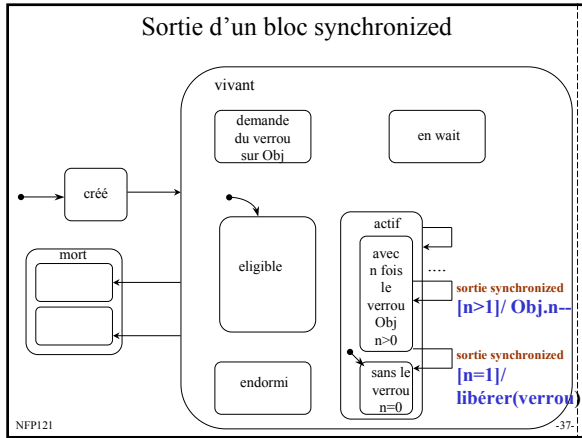 Sortie d'un bloc synchronized
vivant
demande
du verrou
sur Obj
en wait
créé
mort
eligible
endormi
actif
avec
n fois
le
verrou
Obj
n>0
....
sortie synchronized
[n>1]/ Obj.n--
sortie synchronized
[n=1]/
libérer(verrou)
sans le
verrou
n=0
NFP121
-37-